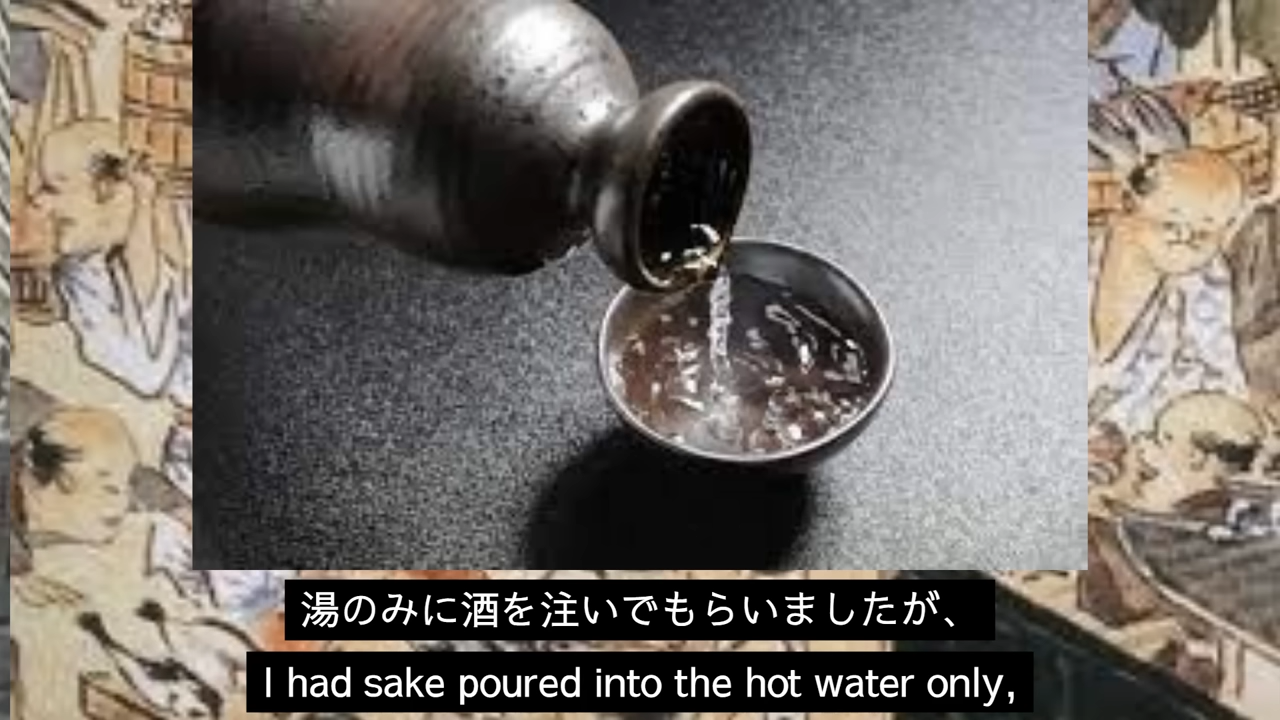 湯のみに酒を注いでもらいましたが、
I had sake poured into the hot water only,